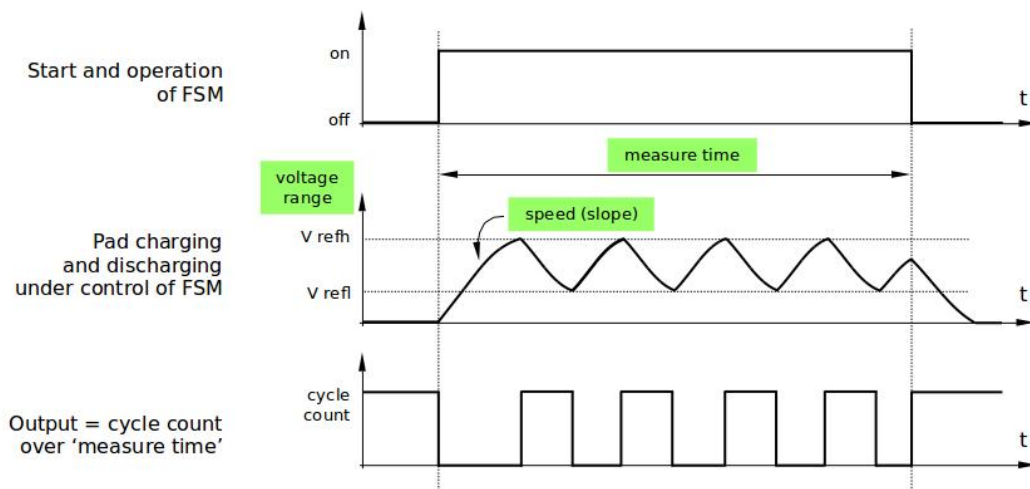 on
Start and operation
of FSM
off
t
measure time
voltage
range
speed (slope)
V refh
Pad charging
and discharging
under control of FSM
V refl
t
cycle
count
Output = cycle count
over ‘measure time’
t